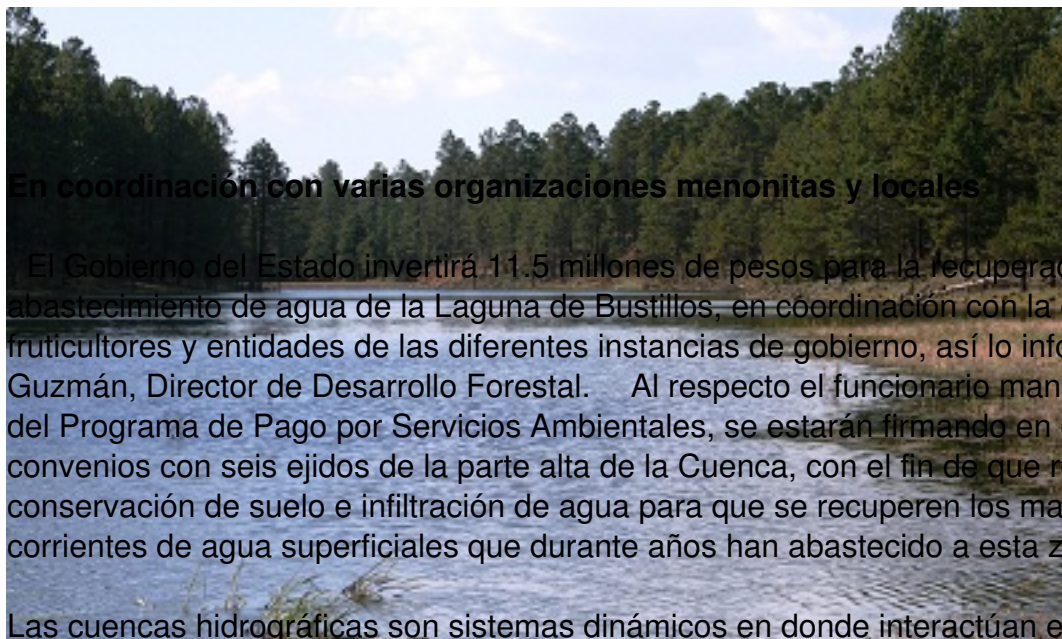 En coordinación con varias organizaciones menonitas y locales
El Gobierno del Estado invertirá 11.5 millones de pesos para la recuperac
abastecimiento de agua de la Laguna de Bustillos, en coordinación con la
fruticultores y entidades de las diferentes instancias de gobierno, así lo info
Guzmán, Director de Desarrollo Forestal. Al respecto el funcionario man
del Programa de Pago por Servicios Ambientales, se estarán firmando en
convenios con seis ejidos de la parte alta de la Cuenca, con el fin de que r
conservación de suelo e infiltración de agua para que se recuperen los ma
corrientes de agua superficiales que durante años han abastecido a esta z
Las cuencas hidrográficas son sistemas dinámicos en donde interactúan